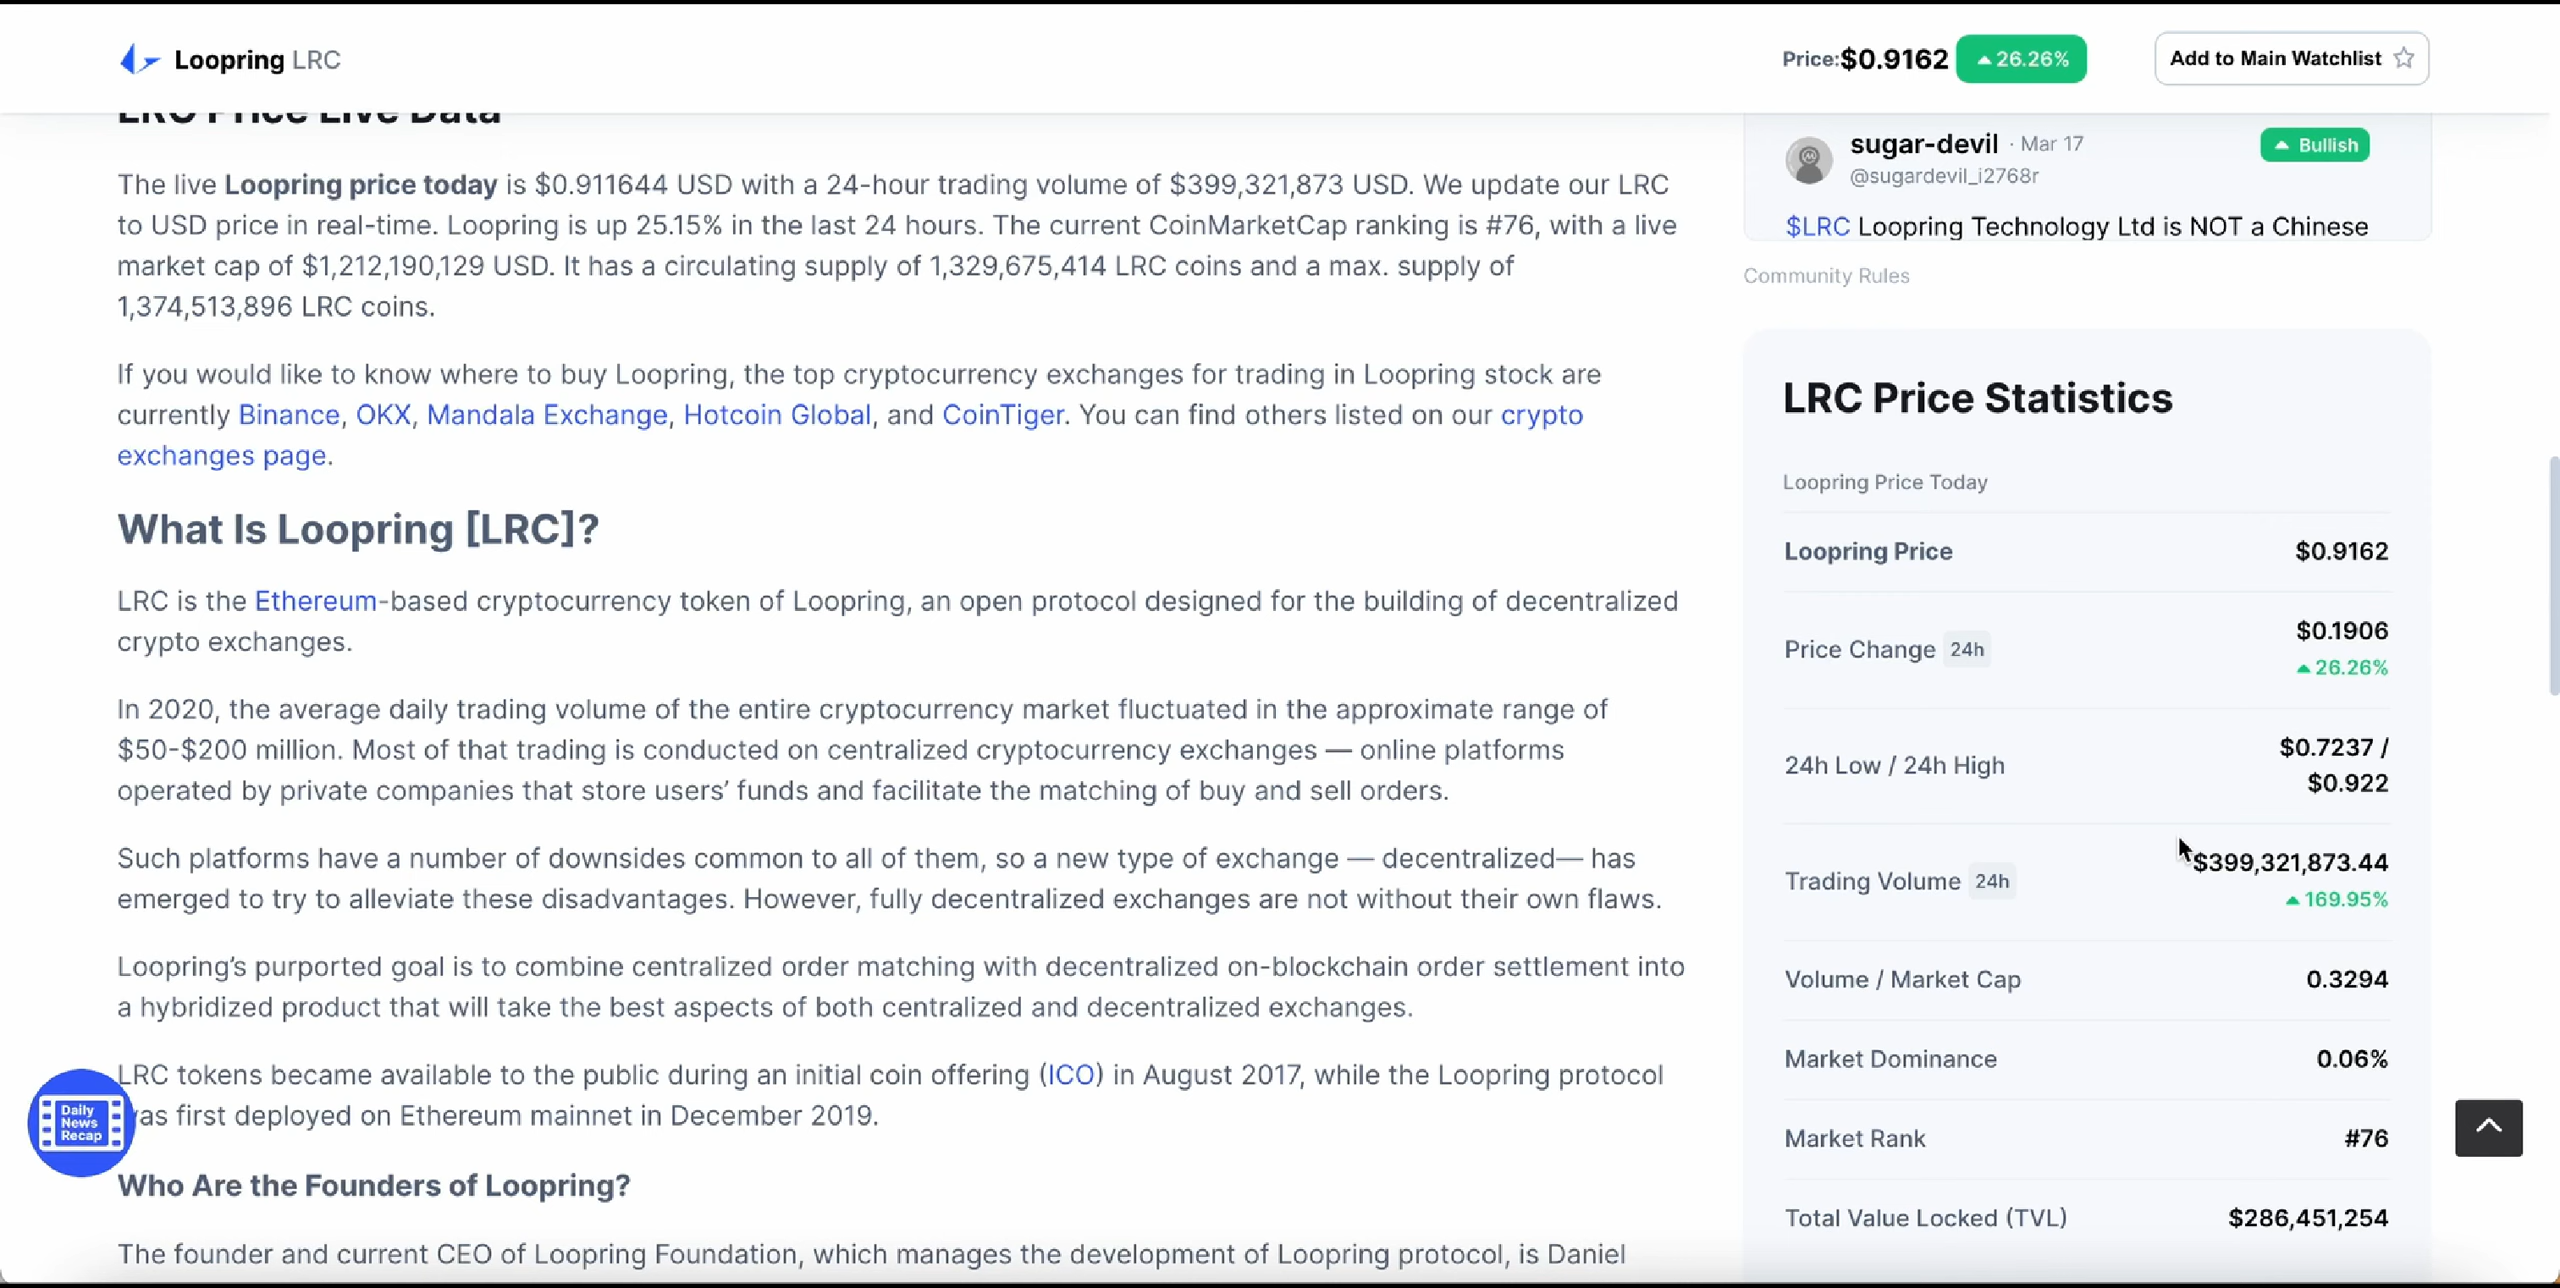 Loopring LRC
Price:$0.9162 26.26%
Add to Main Watchlist
LRC Price Live Data
The live Loopring price today is $0.911644 USD with a 24-hour trading volume of $399,321,873 USD. We update our LRC
to USD price in real-time. Loopring is up 25.15% in the last 24 hours. The current CoinMarketCap ranking is #76, with a live
market cap of $1,212,190,129 USD. It has a circulating supply of 1,329,675,414 LRC coins and a max. supply of
1,374,513,896 LRC coins.
If you would like to know where to buy Loopring, the top cryptocurrency exchanges for trading in Loopring stock are
currently Binance, OKX, Mandala Exchange, Hotcoin Global, and CoinTiger. You can find others listed on our crypto
exchanges page.
What Is Loopring [LRC]?
LRC is the Ethereum-based cryptocurrency token of Loopring, an open protocol designed for the building of decentralized
crypto exchanges.
In 2020, the average daily trading volume of the entire cryptocurrency market fluctuated in the approximate range of
$50-$200 million. Most of that trading is conducted on centralized cryptocurrency exchanges — online platforms
operated by private companies that store users’ funds and facilitate the matching of buy and sell orders.
Such platforms have a number of downsides common to all of them, so a new type of exchange — decentralized— has
emerged to try to alleviate these disadvantages. However, fully decentralized exchanges are not without their own flaws.
Loopring’s purported goal is to combine centralized order matching with decentralized on-blockchain order settlement into
a hybridized product that will take the best aspects of both centralized and decentralized exchanges.
LRC tokens became available to the public during an initial coin offering (ICO) in August 2017, while the Loopring protocol
as first deployed on Ethereum mainnet in December 2019.
Daily
News
Recap
Who Are the Founders of Loopring?
The founder and current CEO of Loopring Foundation, which manages the development of Loopring protocol, is Daniel
sugar-devil · Mar 17
Bullish
@sugardevil_i2768r
$LRC Loopring Technology Ltd is NOT a Chinese
Community Rules
LRC Price Statistics
Loopring Price Today
Loopring Price $0.9162
Price Change 24h $0.1906
26.26%
24h Low / 24h High $0.7237 /
$0.922
Trading Volume 24h $399,321,873.44
169.95%
Volume / Market Cap 0.3294
Market Dominance 0.06%
Market Rank #76
Total Value Locked (TVL) $286,451,254